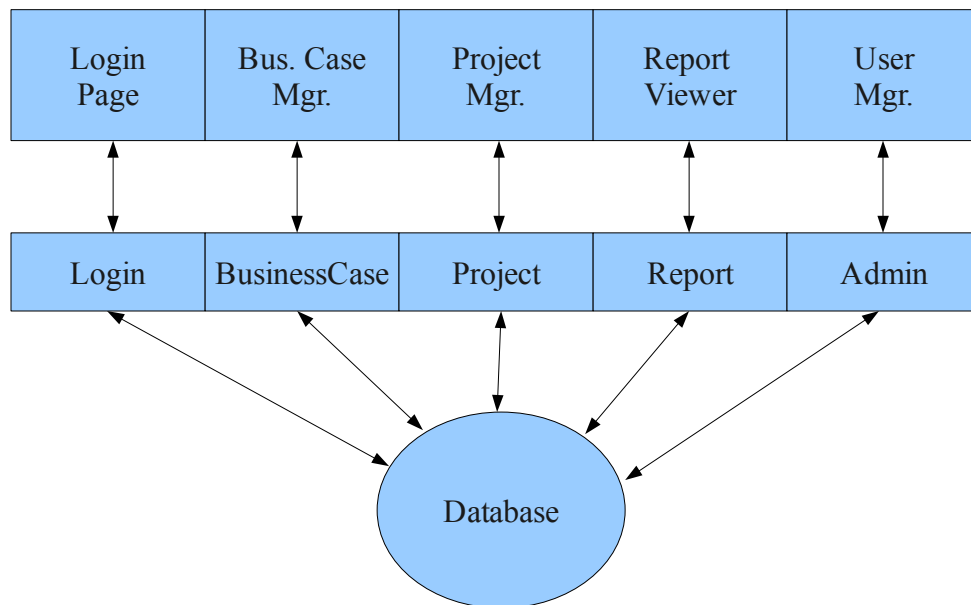 Login
Page
Bus. Case
Mgr.
Project
Mgr.
Report
Viewer
User
Mgr.
Login
BusinessCase
Project
Report
Admin
Database